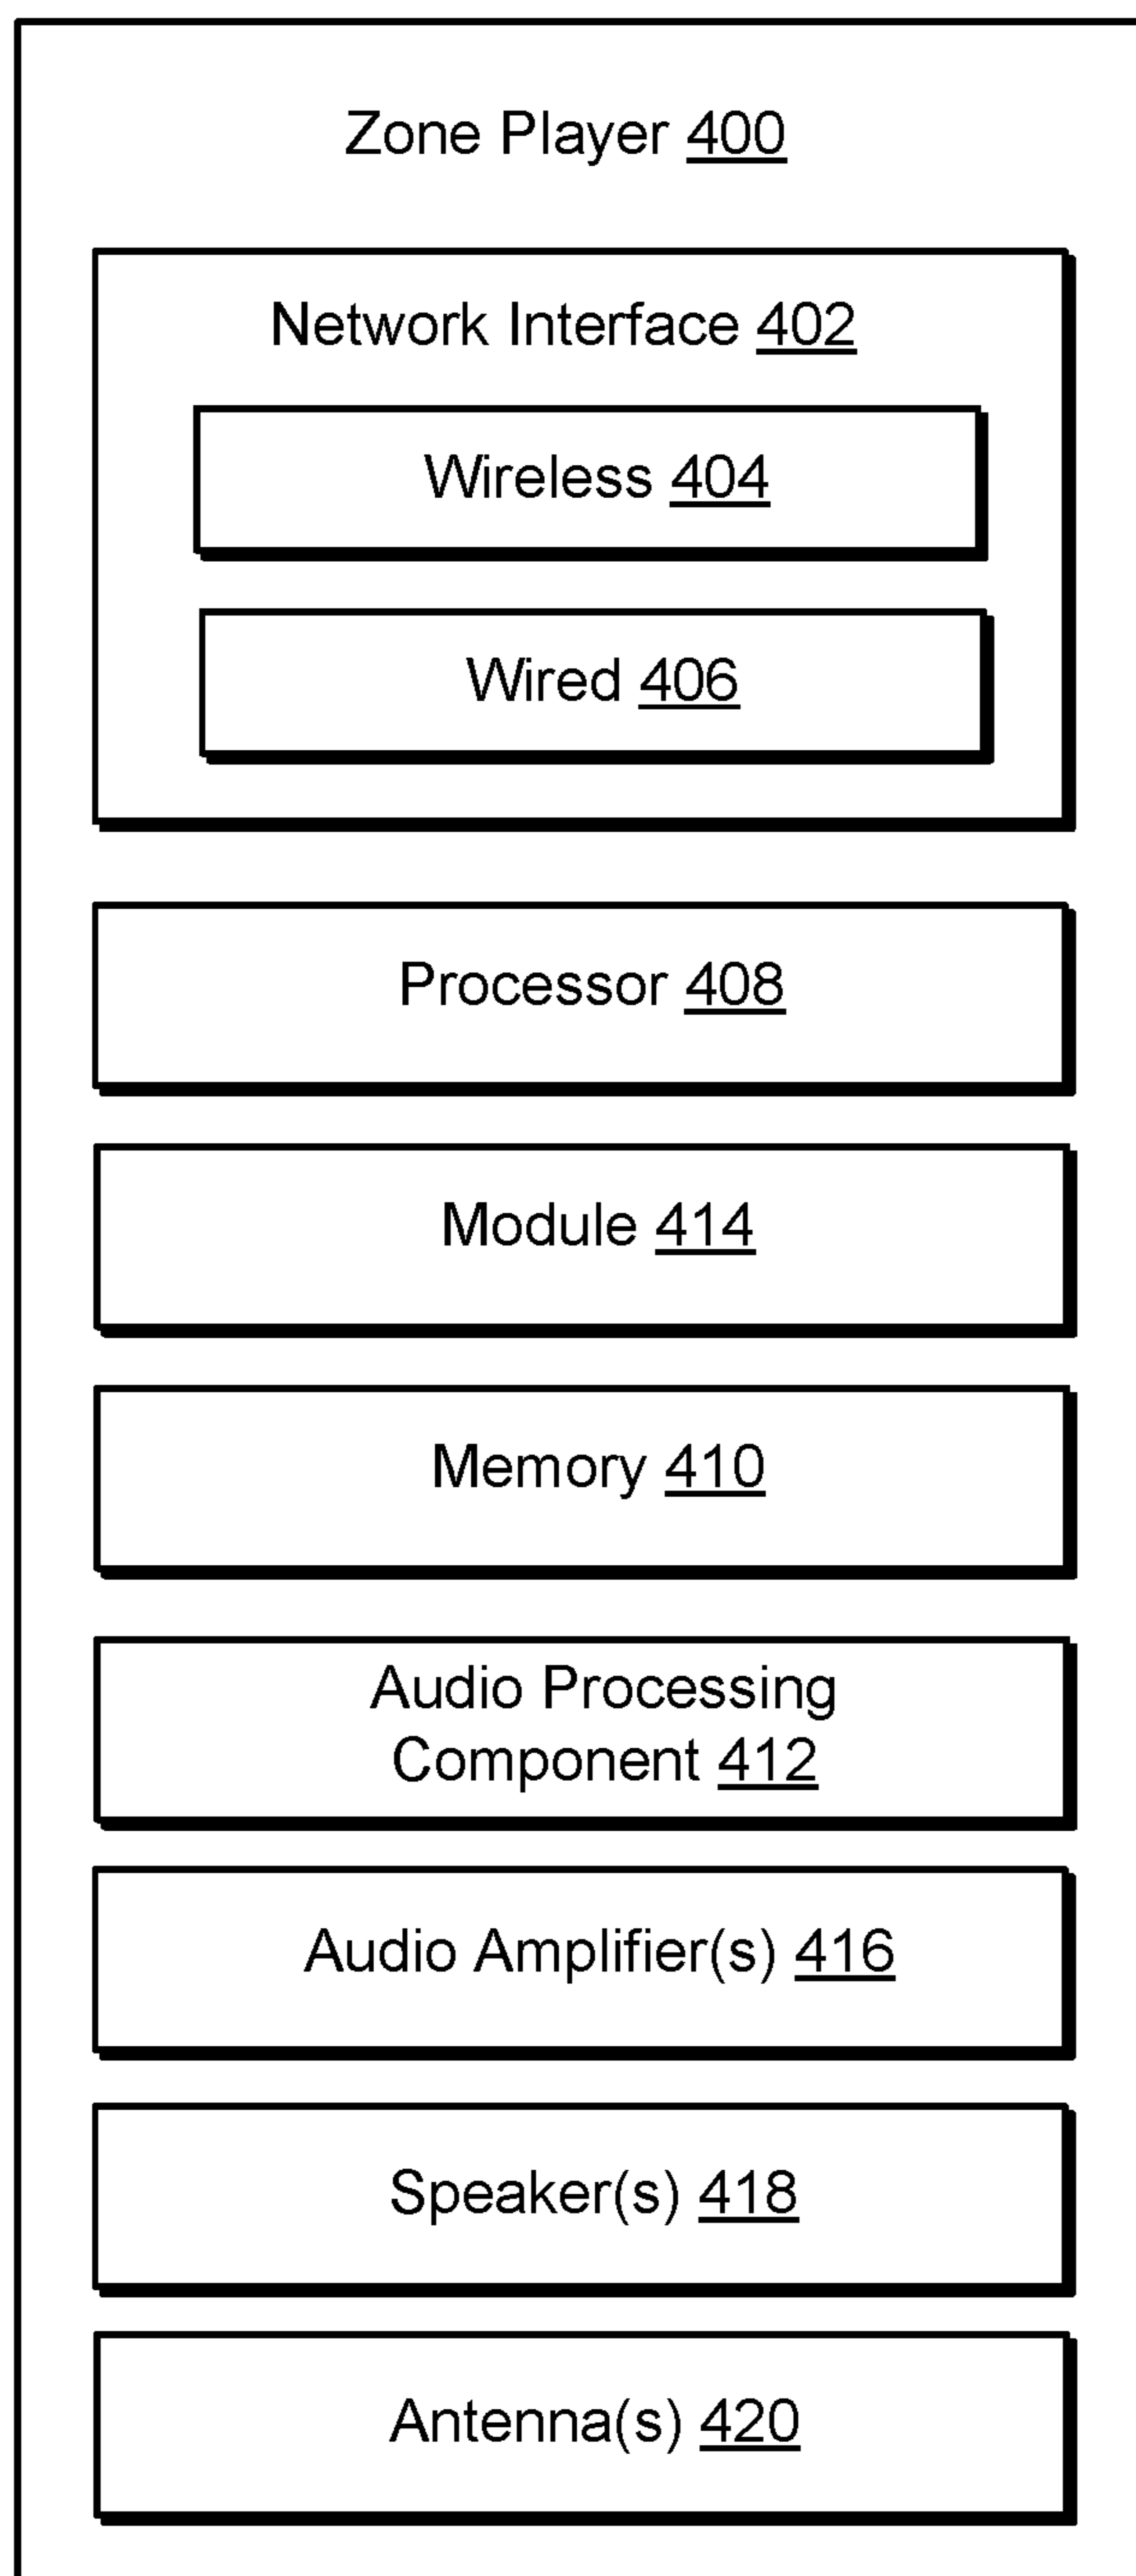 Zone Player 400
Network Interface 402
Wireless 404
Wired 406
Processor 408
Module 414
Memory 410
Audio Processing
Component 412
Audio Amplifier(s) 416
Speaker(s) 418
Antenna(s) 420